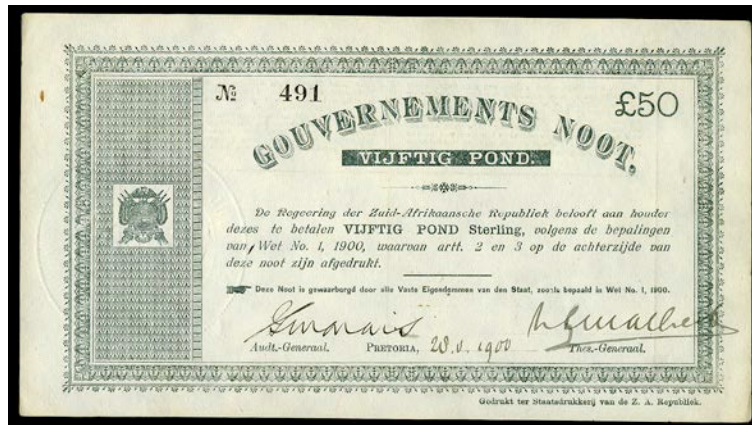 № 491
£50
GOUVERNEMENTS NOOT.
VIJFTIG POND.
De Regeering der Zuid-Afrikaansche Republiek belooft aan houder
dezes te betalen VIJFTIG POND Sterling, volgens de bepalingen
van Wet No. 1, 1900, waarvan artt. 2 en 3 op de achterzijde van
deze noot zijn afgedrukt.
Deze Noot is gewaarborgd door alle Vaste Eigendommen van den Staat, zooals bepaald in Wet No. 1, 1900.
Audt.-Generaal. PRETORIA, 28.v.1900 Thes.-Generaal.
Gedrukt ter Staatsdrukkerij van de Z. A. Republiek.